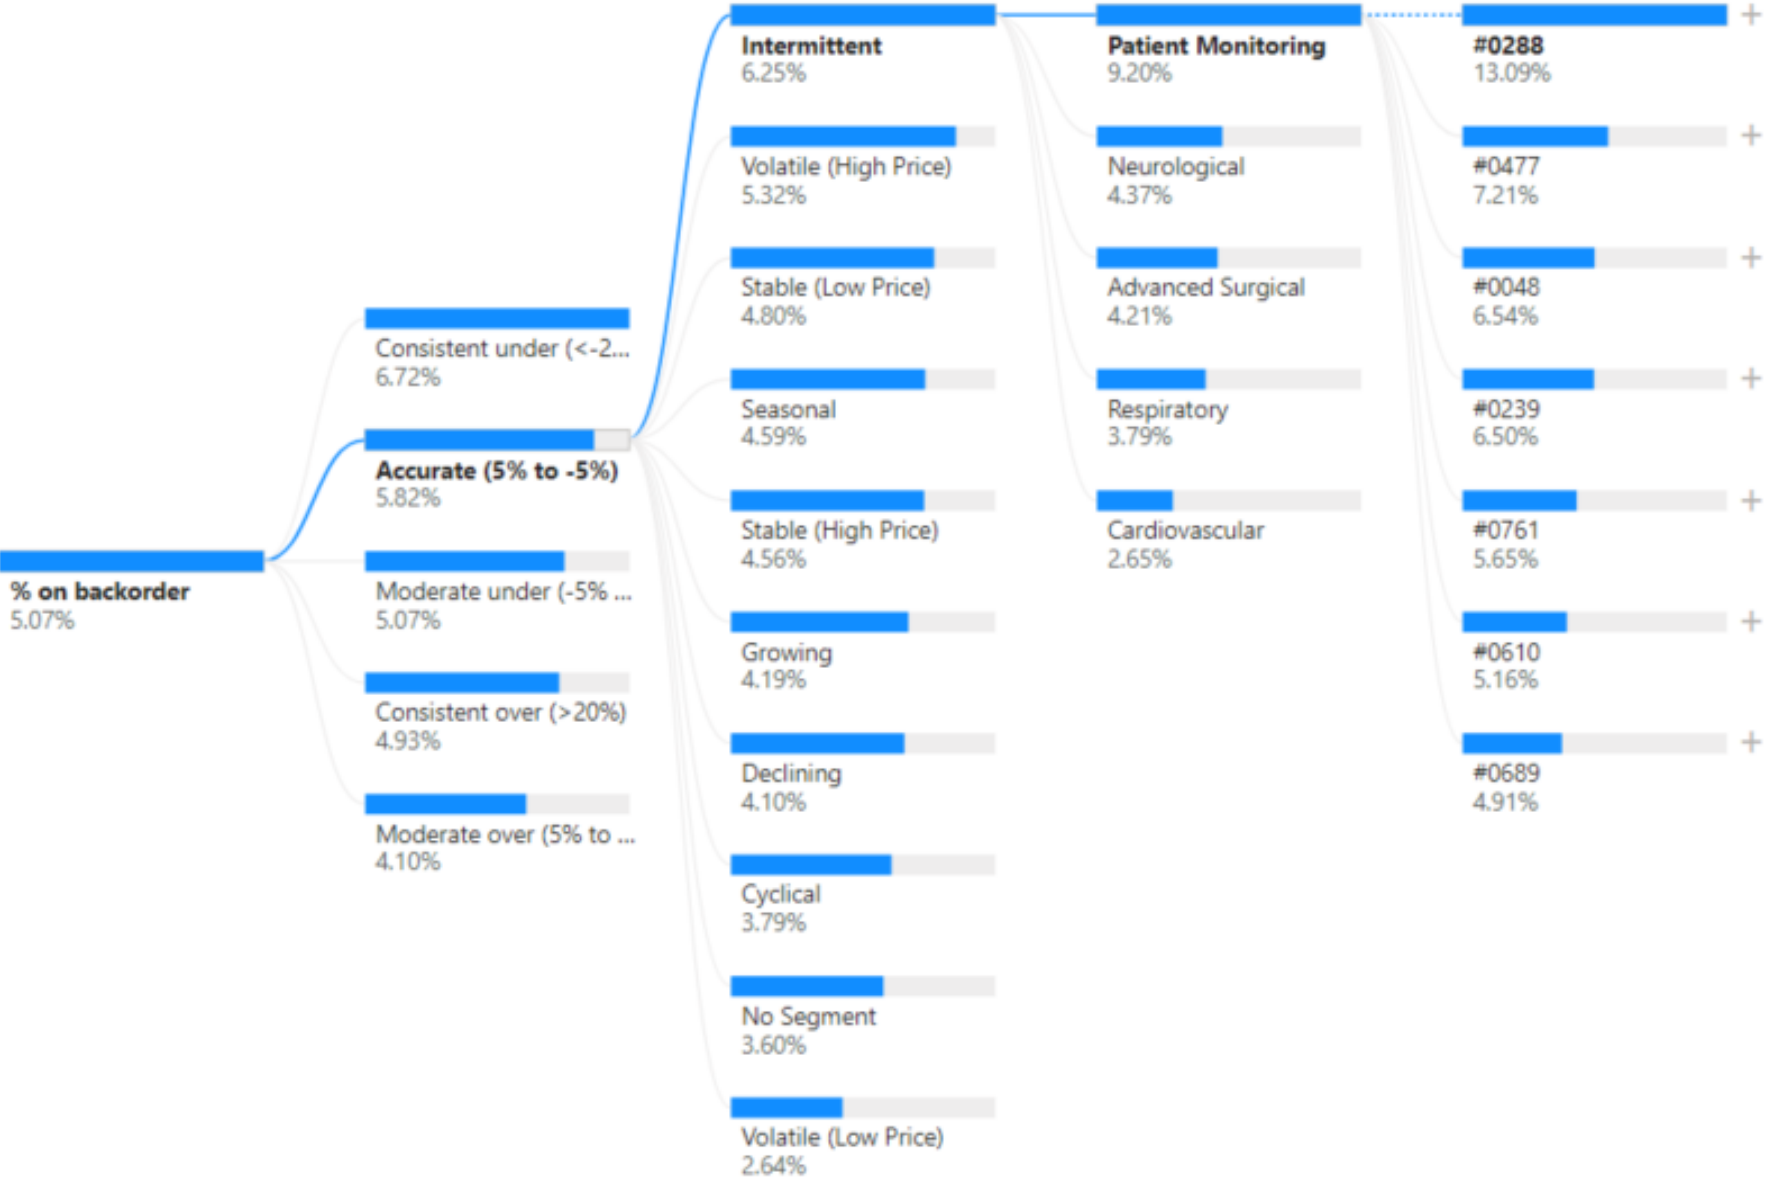 % on backorder
5.07%
Consistent under (<-2...
6.72%
Accurate (5% to -5%)
5.82%
Moderate under (-5% ...
5.07%
Consistent over (>20%)
4.93%
Moderate over (5% to ...
4.10%
Intermittent
6.25%
Volatile (High Price)
5.32%
Stable (Low Price)
4.80%
Seasonal
4.59%
Stable (High Price)
4.56%
Growing
4.19%
Declining
4.10%
Cyclical
3.79%
No Segment
3.60%
Volatile (Low Price)
2.64%
Patient Monitoring
9.20%
Neurological
4.37%
Advanced Surgical
4.21%
Respiratory
3.79%
Cardiovascular
2.65%
#0288
13.09%
#0477
7.21%
#0048
6.54%
#0239
6.50%
#0761
5.65%
#0610
5.16%
#0689
4.91%